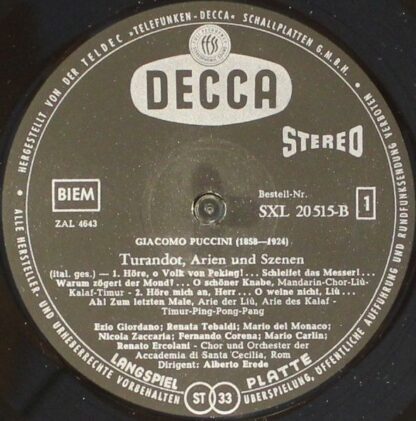 HERGESTELLT VON DER TELDEC »TELEFUNKEN-DECCA« SCHALLPLATTEN G.M.B.H.
DECCA
STEREO
BIEM
ZAL 4643
Bestell-Nr.
SXL 20 515-B
1
GIACOMO PUCCINI (1858—1924)
Turandot, Arien und Szenen
(ital. ges.) — 1. Höre, o Volk von Peking! ... Schleifet das Messer! ...
Warum zögert der Mond? ... O schöner Knabe, Mandarin-Chor-Liù-
Kalaf-Timur - 2. Höre mich an, Herr ... O weine nicht, Liù ...
Ah! Zum letzten Male, Arie der Liù, Arie des Kalaf -
Timur-Ping-Pong-Pang
Ezio Giordano; Renata Tebaldi; Mario del Monaco;
Nicola Zaccaria; Fernando Corena; Mario Carlin;
Renato Ercolani - Chor und Orchester der
Accademia di Santa Cecilia, Rom
Dirigent: Alberto Erede
LANGSPIEL PLATTE
ST 33
ALLE HERSTELLER- UND URHEBERRECHTE VORBEHALTEN
ÜBERSPIELUNG, ÖFFENTLICHE AUFFÜHRUNG UND RUNDFUNKSENDUNG VERBOTEN